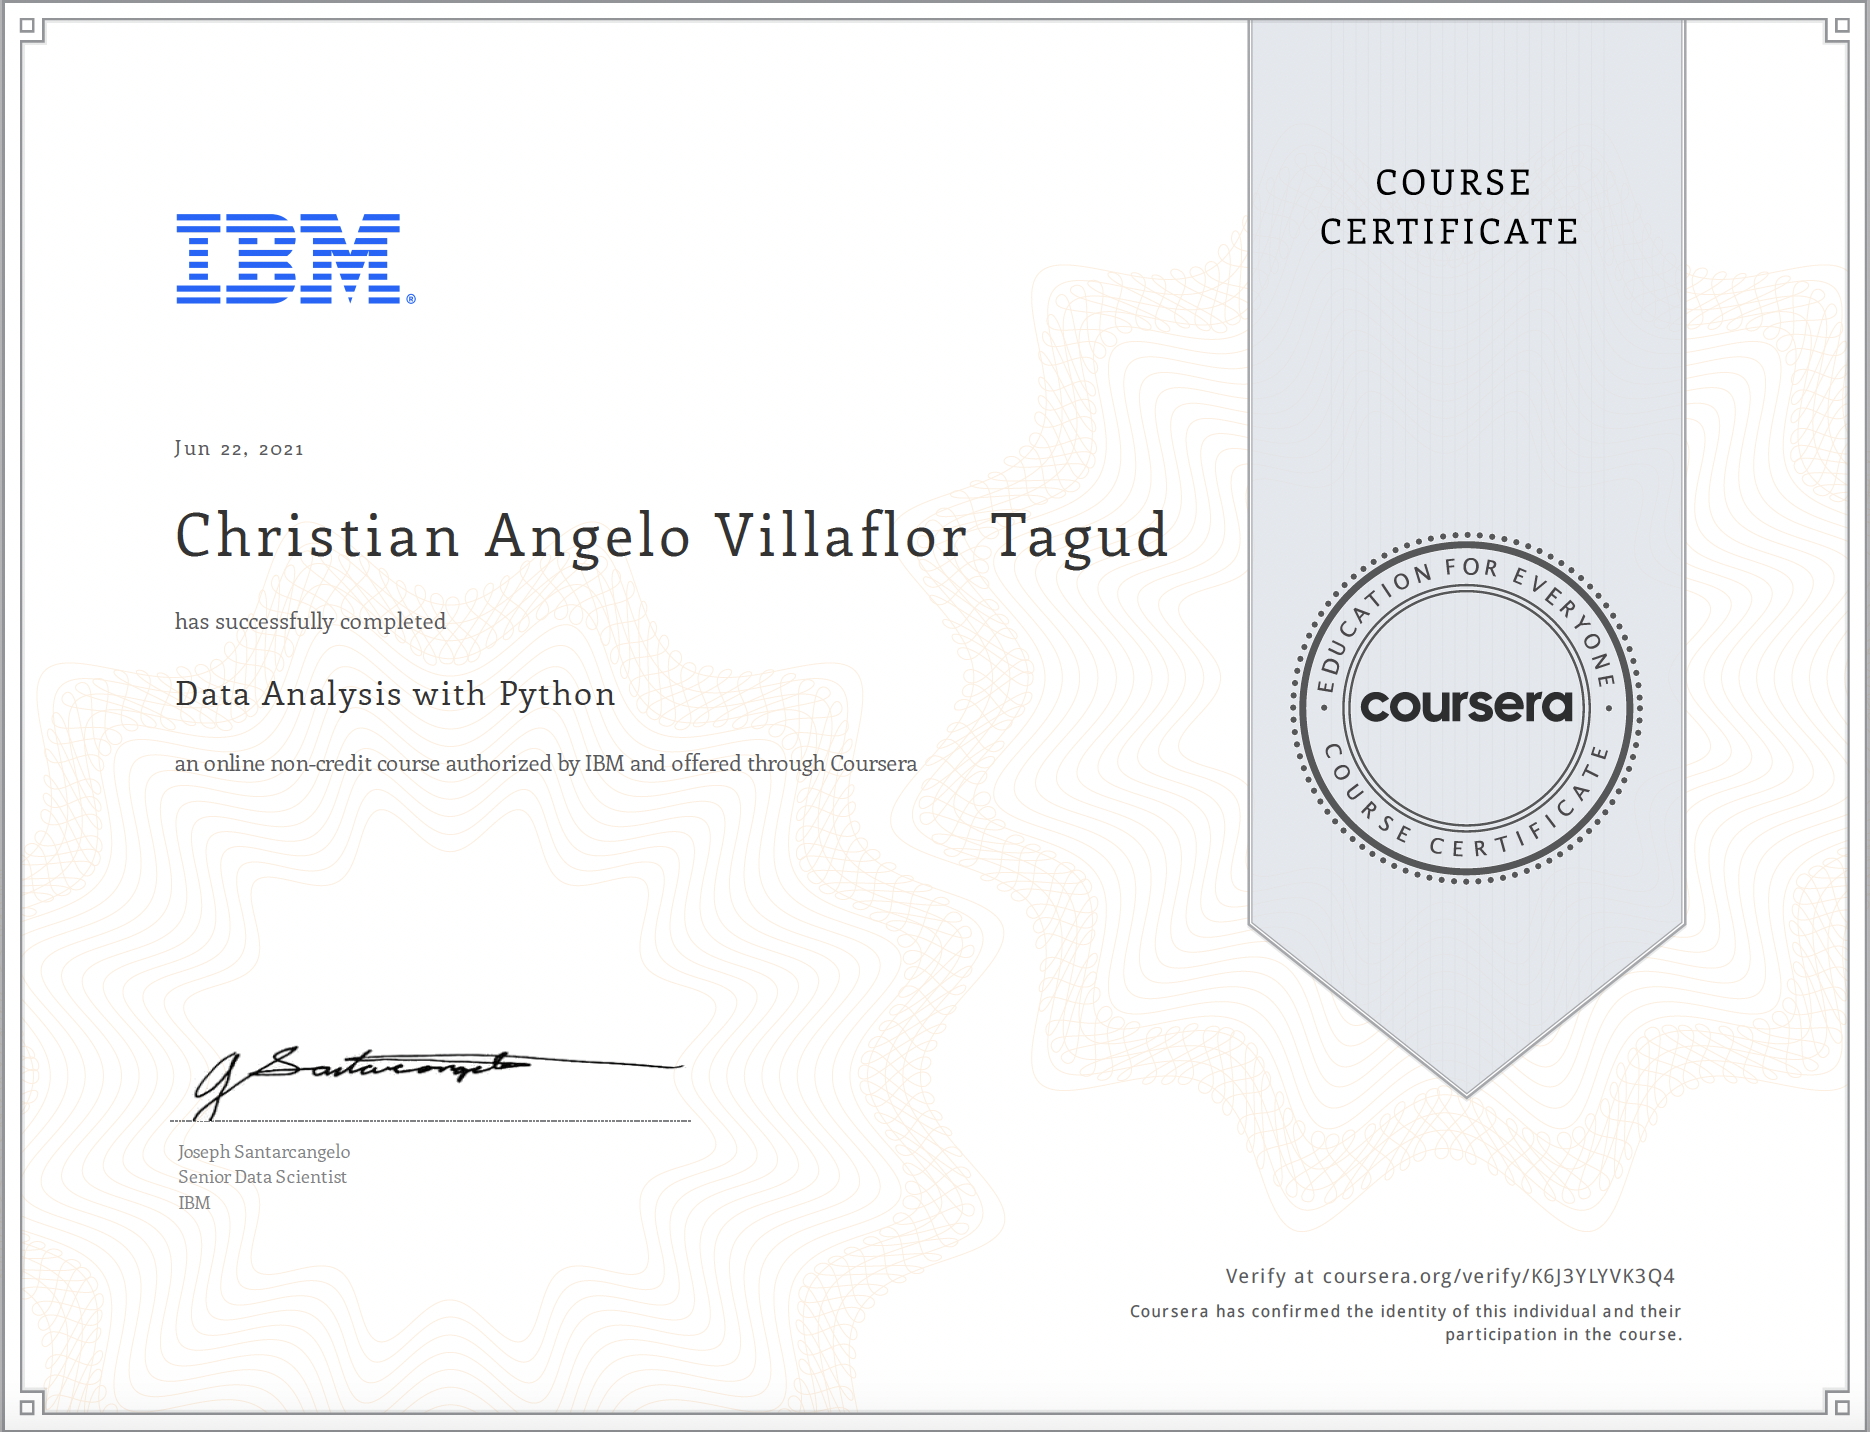 IBM®
COURSE
CERTIFICATE
Jun 22, 2021
Christian Angelo Villaflor Tagud
has successfully completed
Data Analysis with Python
an online non-credit course authorized by IBM and offered through Coursera
EDUCATION FOR EVERYONE
coursera
COURSE CERTIFICATE
J Santarcangelo
Joseph Santarcangelo
Senior Data Scientist
IBM
Verify at coursera.org/verify/K6J3YLYVK3Q4
Coursera has confirmed the identity of this individual and their
participation in the course.